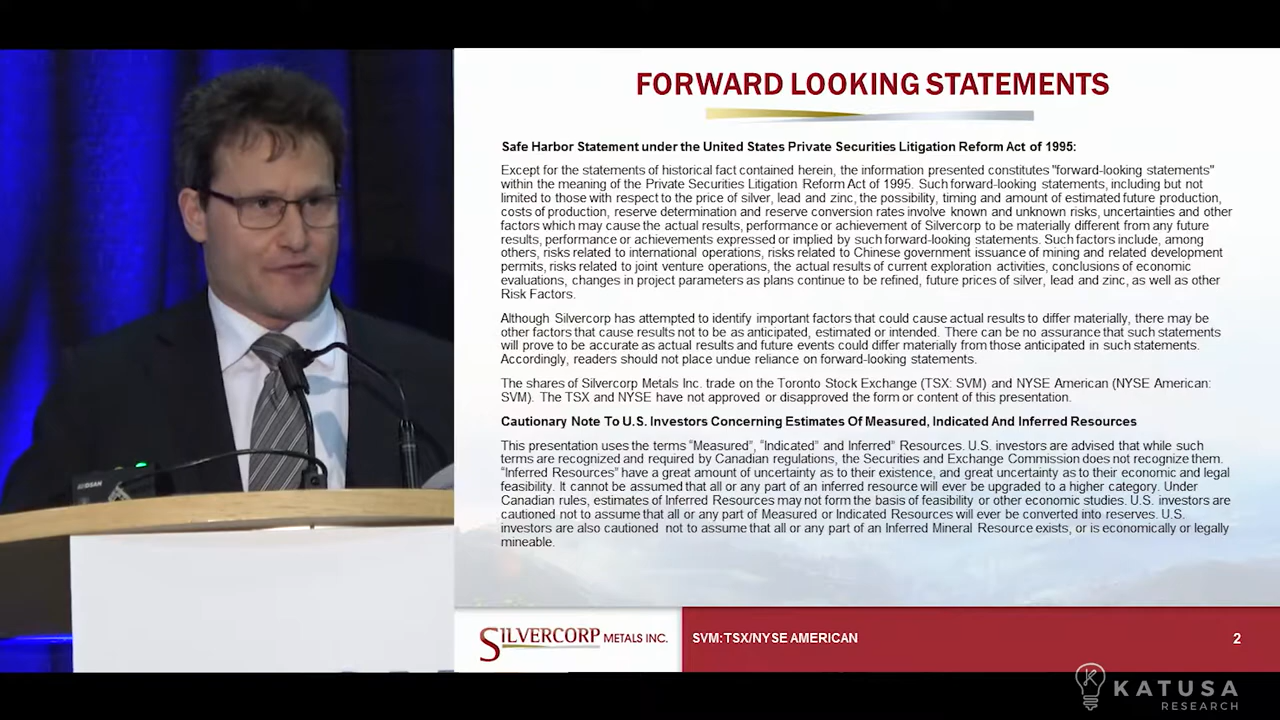 FORWARD LOOKING STATEMENTS
Safe Harbor Statement under the United States Private Securities Litigation Reform Act of 1995:
Except for the statements of historical fact contained herein, the information presented constitutes "forward-looking statements"
within the meaning of the Private Securities Litigation Reform Act of 1995. Such forward-looking statements, including but not
limited to those with respect to the price of silver, lead and zinc, the possibility, timing and amount of estimated future production,
costs of production, reserve determination and reserve conversion rates involve known and unknown risks, uncertainties and other
factors which may cause the actual results, performance or achievement of Silvercorp to be materially different from any future
results, performance or achievements expressed or implied by such forward-looking statements. Such factors include, among
others, risks related to international operations, risks related to Chinese government issuance of mining and related development
permits, risks related to joint venture operations, the actual results of current exploration activities, conclusions of economic
evaluations, changes in project parameters as plans continue to be refined, future prices of silver, lead and zinc, as well as other
Risk Factors.
Although Silvercorp has attempted to identify important factors that could cause actual results to differ materially, there may be
other factors that cause results not to be as anticipated, estimated or intended. There can be no assurance that such statements
will prove to be accurate as actual results and future events could differ materially from those anticipated in such statements.
Accordingly, readers should not place undue reliance on forward-looking statements.
The shares of Silvercorp Metals Inc. trade on the Toronto Stock Exchange (TSX: SVM) and NYSE American (NYSE American:
SVM). The TSX and NYSE have not approved or disapproved the form or content of this presentation.
Cautionary Note To U.S. Investors Concerning Estimates Of Measured, Indicated And Inferred Resources
This presentation uses the terms “Measured”, “Indicated” and Inferred” Resources. U.S. investors are advised that while such
terms are recognized and required by Canadian regulations, the Securities and Exchange Commission does not recognize them.
“Inferred Resources” have a great amount of uncertainty as to their existence, and great uncertainty as to their economic and legal
feasibility. It cannot be assumed that all or any part of an inferred resource will ever be upgraded to a higher category. Under
Canadian rules, estimates of Inferred Resources may not form the basis of feasibility or other economic studies. U.S. investors are
cautioned not to assume that all or any part of Measured or Indicated Resources will ever be converted into reserves. U.S.
investors are also cautioned not to assume that all or any part of an Inferred Mineral Resource exists, or is economically or legally
mineable.
SILVERCORP METALS INC.
SVM:TSX/NYSE AMERICAN
2
KATUSA
RESEARCH